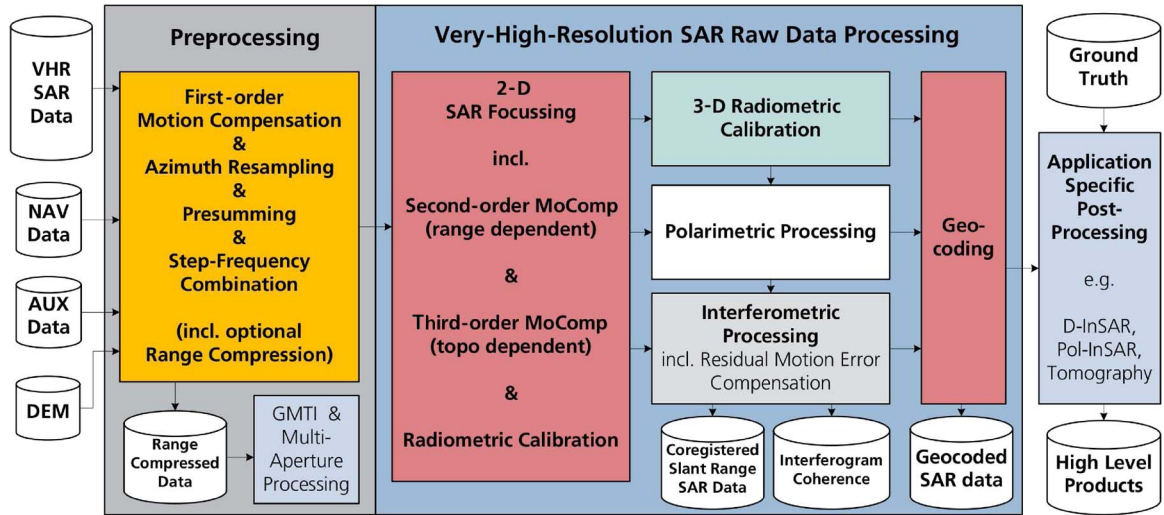 Preprocessing
Very-High-Resolution SAR Raw Data Processing
VHR
SAR
Data
NAV
Data
AUX
Data
DEM
First-order
Motion Compensation
&
Azimuth Resampling
&
Presumming
&
Step-Frequency
Combination
(incl. optional
Range Compression)
Range
Compressed
Data
GMTI &
Multi-
Aperture
Processing
2-D
SAR Focussing
incl.
Second-order MoComp
(range dependent)
&
Third-order MoComp
(topo dependent)
&
Radiometric Calibration
3-D Radiometric
Calibration
Polarimetric Processing
Interferometric
Processing
incl. Residual Motion Error
Compensation
Coregistered
Slant Range
SAR Data
Interferogram
Coherence
Geo-
coding
Geocoded
SAR data
Ground
Truth
Application
Specific
Post-
Processing
e.g.
D-InSAR,
Pol-InSAR,
Tomography
High Level
Products